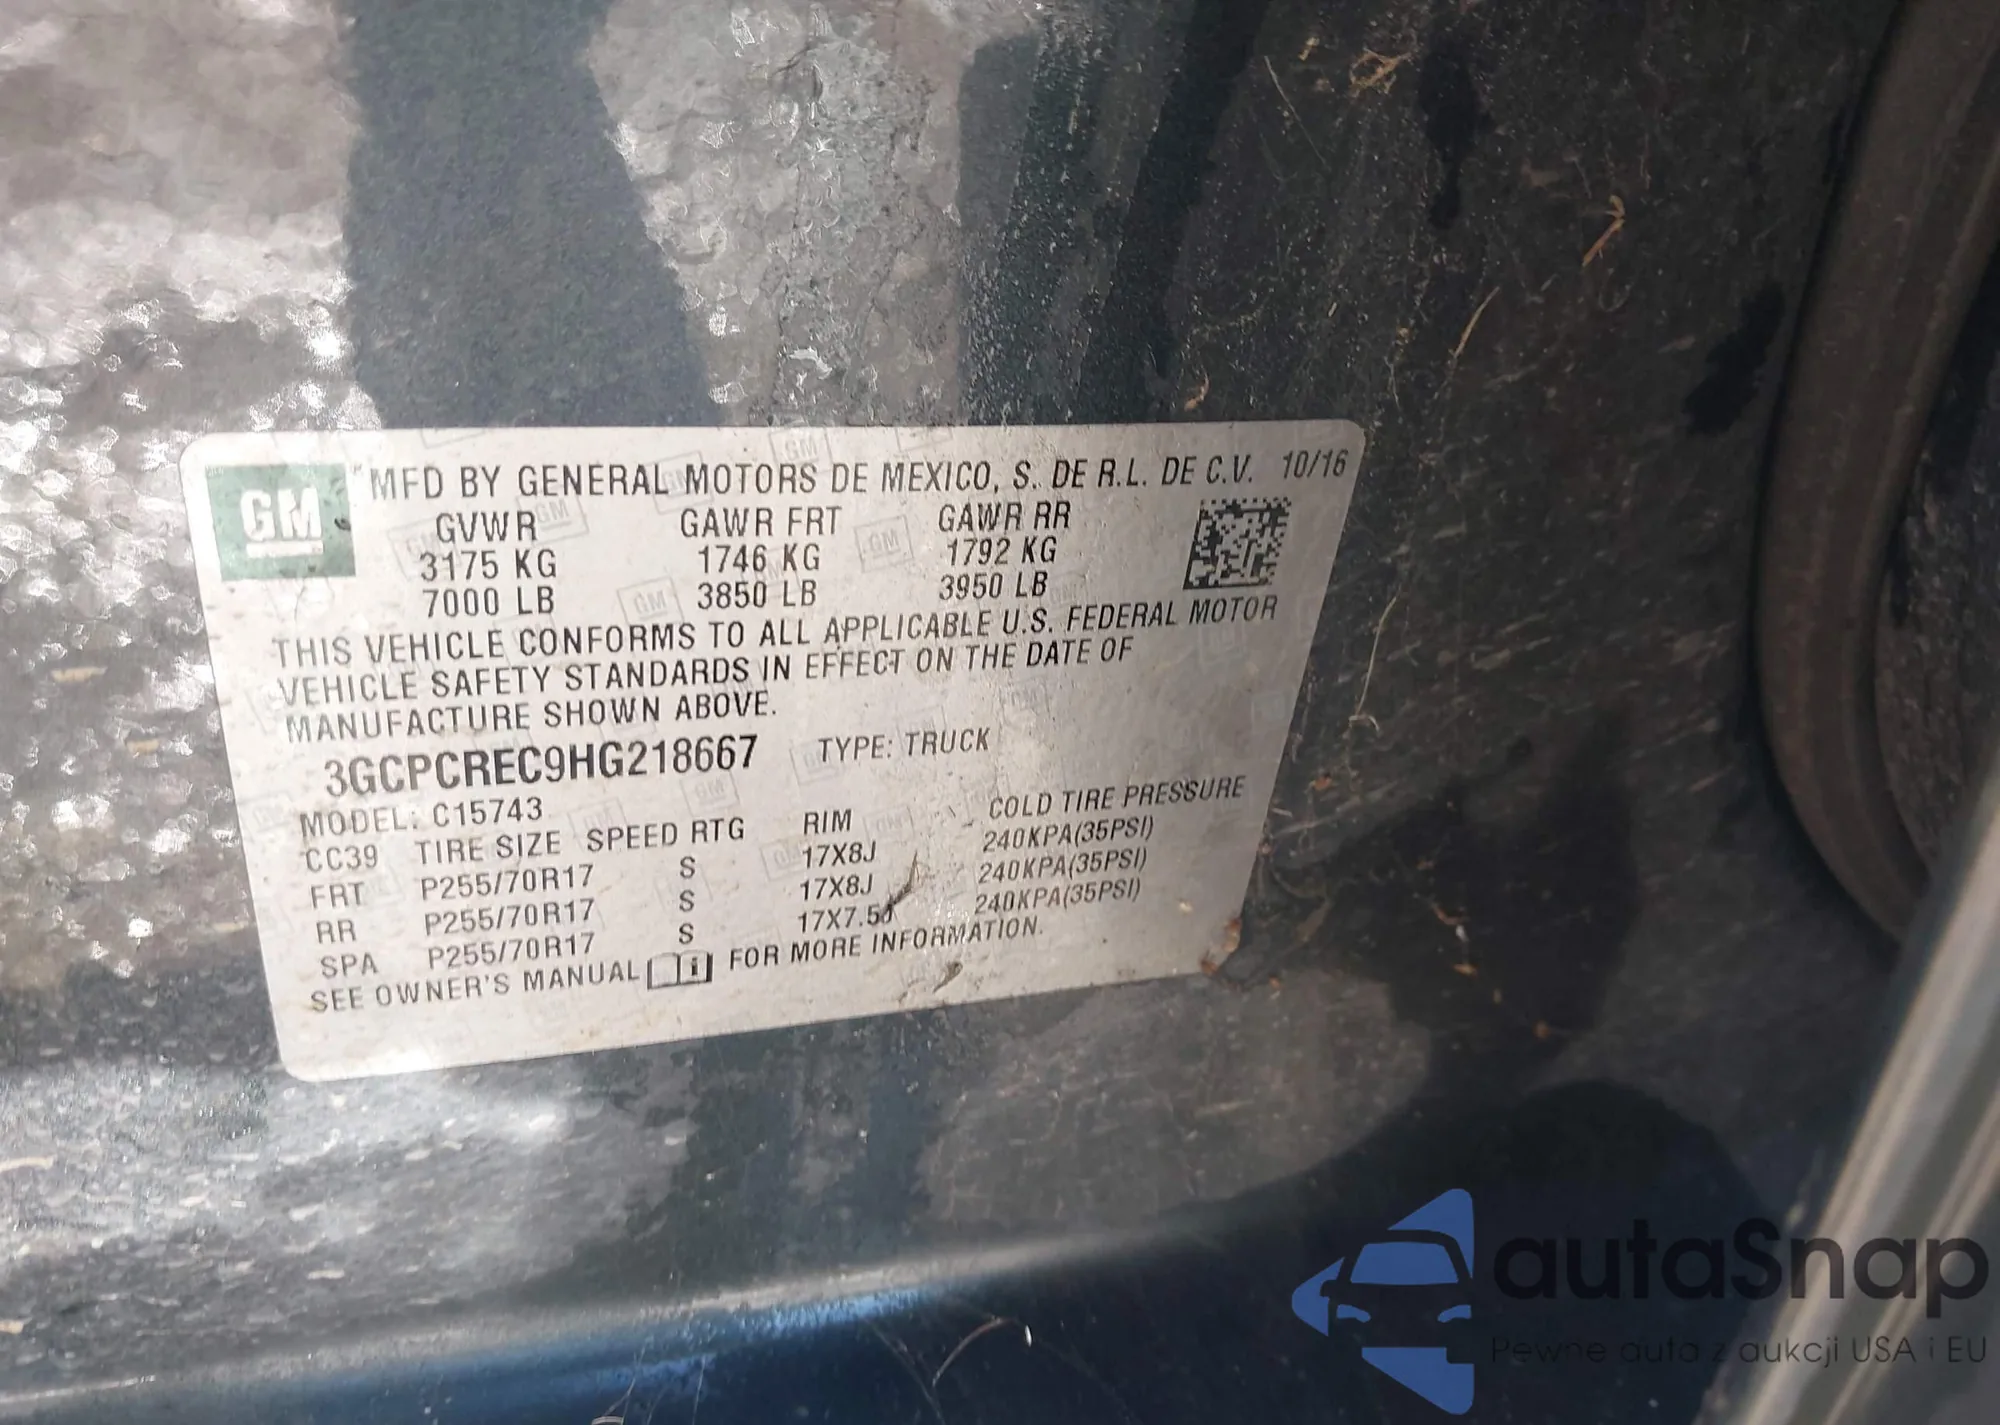 GM
MFD BY GENERAL MOTORS DE MEXICO, S. DE R.L. DE C.V. 10/16
GVWR GAWR FRT GAWR RR
3175 KG 1746 KG 1792 KG
7000 LB 3850 LB 3950 LB
THIS VEHICLE CONFORMS TO ALL APPLICABLE U.S. FEDERAL MOTOR
VEHICLE SAFETY STANDARDS IN EFFECT ON THE DATE OF
MANUFACTURE SHOWN ABOVE.
3GCPCREC9HG218667 TYPE: TRUCK
MODEL: C15743
CC39 TIRE SIZE SPEED RTG RIM COLD TIRE PRESSURE
FRT P255/70R17 S 17X8J 240KPA(35PSI)
RR P255/70R17 S 17X8J 240KPA(35PSI)
SPA P255/70R17 S 17X7.5J 240KPA(35PSI)
SEE OWNER'S MANUAL i FOR MORE INFORMATION.
autaSnap
Pewne auta z aukcji USA i EU